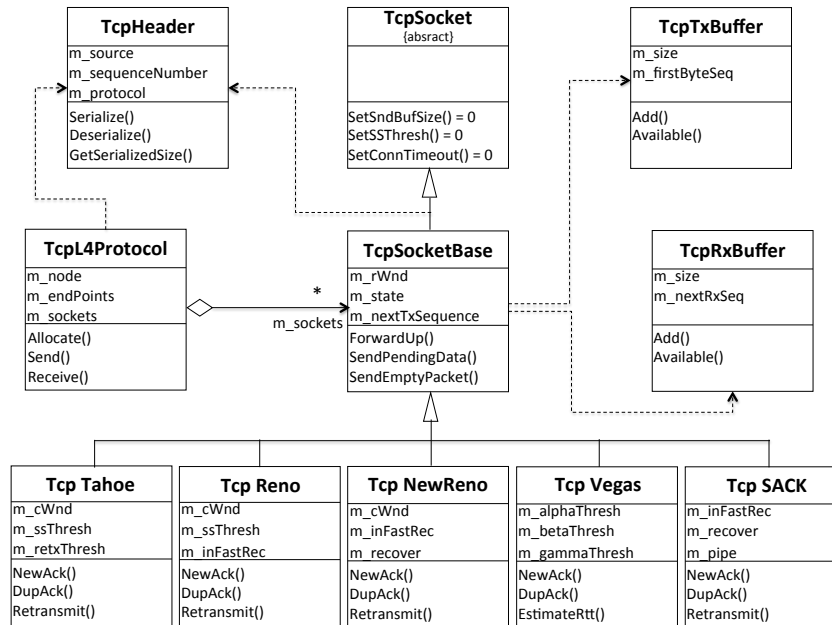 TcpHeader
m_source
m_sequenceNumber
m_protocol
Serialize()
Deserialize()
GetSerializedSize()
TcpSocket
{absract}
SetSndBufSize() = 0
SetSSThresh() = 0
SetConnTimeout() = 0
TcpTxBuffer
m_size
m_firstByteSeq
Add()
Available()
TcpL4Protocol
m_node
m_endPoints
m_sockets
Allocate()
Send()
Receive()
*
m_sockets
TcpSocketBase
m_rWnd
m_state
m_nextTxSequence
ForwardUp()
SendPendingData()
SendEmptyPacket()
TcpRxBuffer
m_size
m_nextRxSeq
Add()
Available()
Tcp Tahoe
m_cWnd
m_ssThresh
m_retxThresh
NewAck()
DupAck()
Retransmit()
Tcp Reno
m_cWnd
m_ssThresh
m_inFastRec
NewAck()
DupAck()
Retransmit()
Tcp NewReno
m_cWnd
m_inFastRec
m_recover
NewAck()
DupAck()
Retransmit()
Tcp Vegas
m_alphaThresh
m_betaThresh
m_gammaThresh
NewAck()
DupAck()
EstimateRtt()
Tcp SACK
m_inFastRec
m_recover
m_pipe
NewAck()
DupAck()
Retransmit()